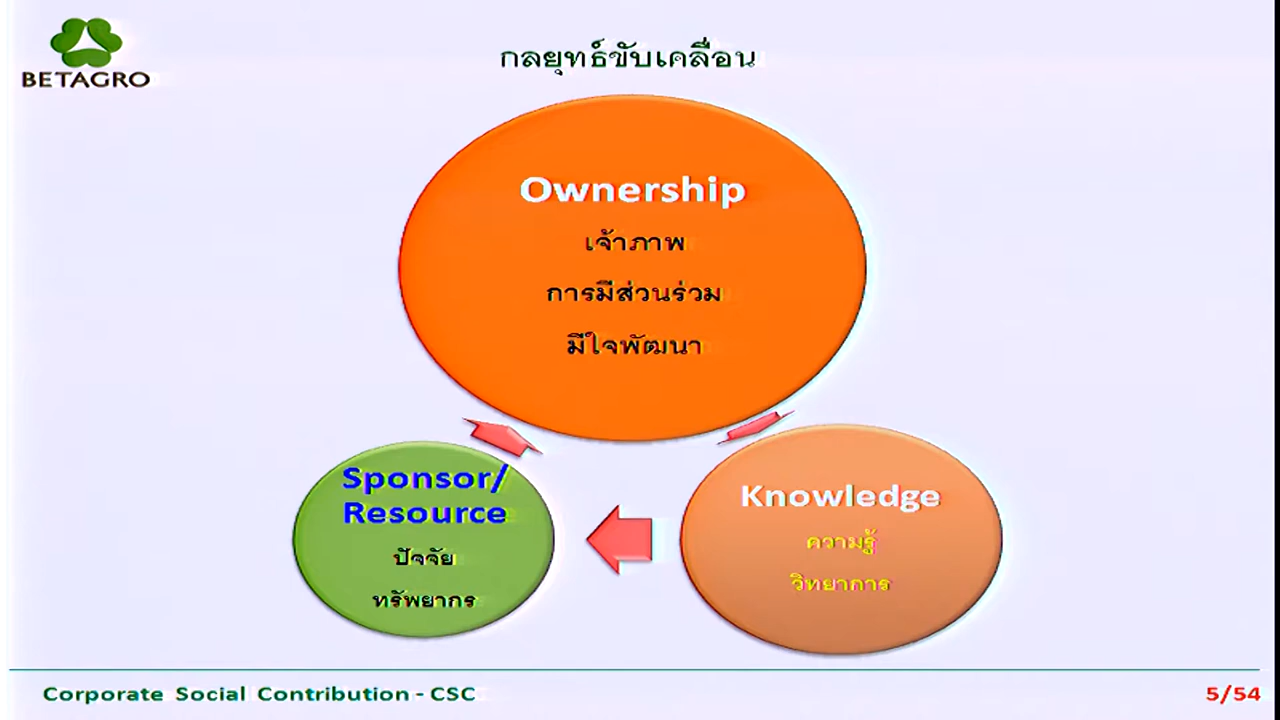 BETAGRO
กลยุทธ์ขับเคลื่อน
Ownership
เจ้าภาพ
การมีส่วนร่วม
มีใจพัฒนา
Sponsor/
Resource
ปัจจัย
ทรัพยากร
Knowledge
ความรู้
วิทยาการ
Corporate Social Contribution - CSC
5/54